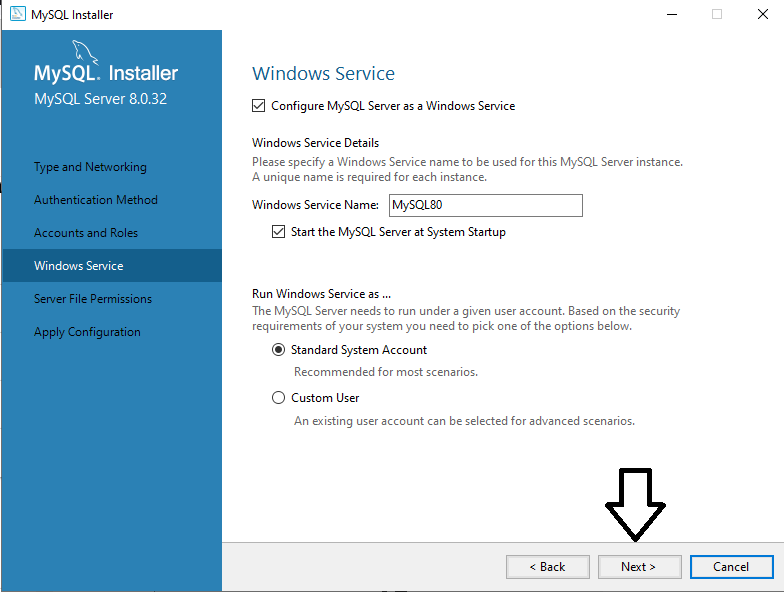 MySQL Installer
MySQL. Installer
MySQL Server 8.0.32
Type and Networking
Authentication Method
Accounts and Roles
Windows Service
Server File Permissions
Apply Configuration
Windows Service
Configure MySQL Server as a Windows Service
Windows Service Details
Please specify a Windows Service name to be used for this MySQL Server instance.
A unique name is required for each instance.
Windows Service Name: MySQL80
Start the MySQL Server at System Startup
Run Windows Service as ...
The MySQL Server needs to run under a given user account. Based on the security
requirements of your system you need to pick one of the options below.
Standard System Account
Recommended for most scenarios.
Custom User
An existing user account can be selected for advanced scenarios.
< Back Next > Cancel